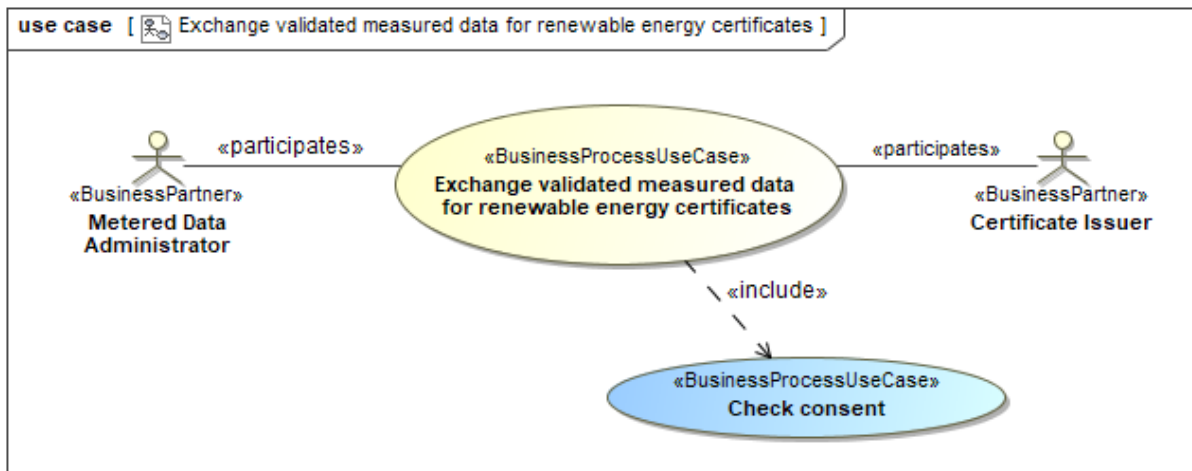 use case [ Exchange validated measured data for renewable energy certificates ]
«participates»
«BusinessPartner»
Metered Data
Administrator
«BusinessProcessUseCase»
Exchange validated measured data
for renewable energy certificates
«participates»
«BusinessPartner»
Certificate Issuer
«include»
«BusinessProcessUseCase»
Check consent